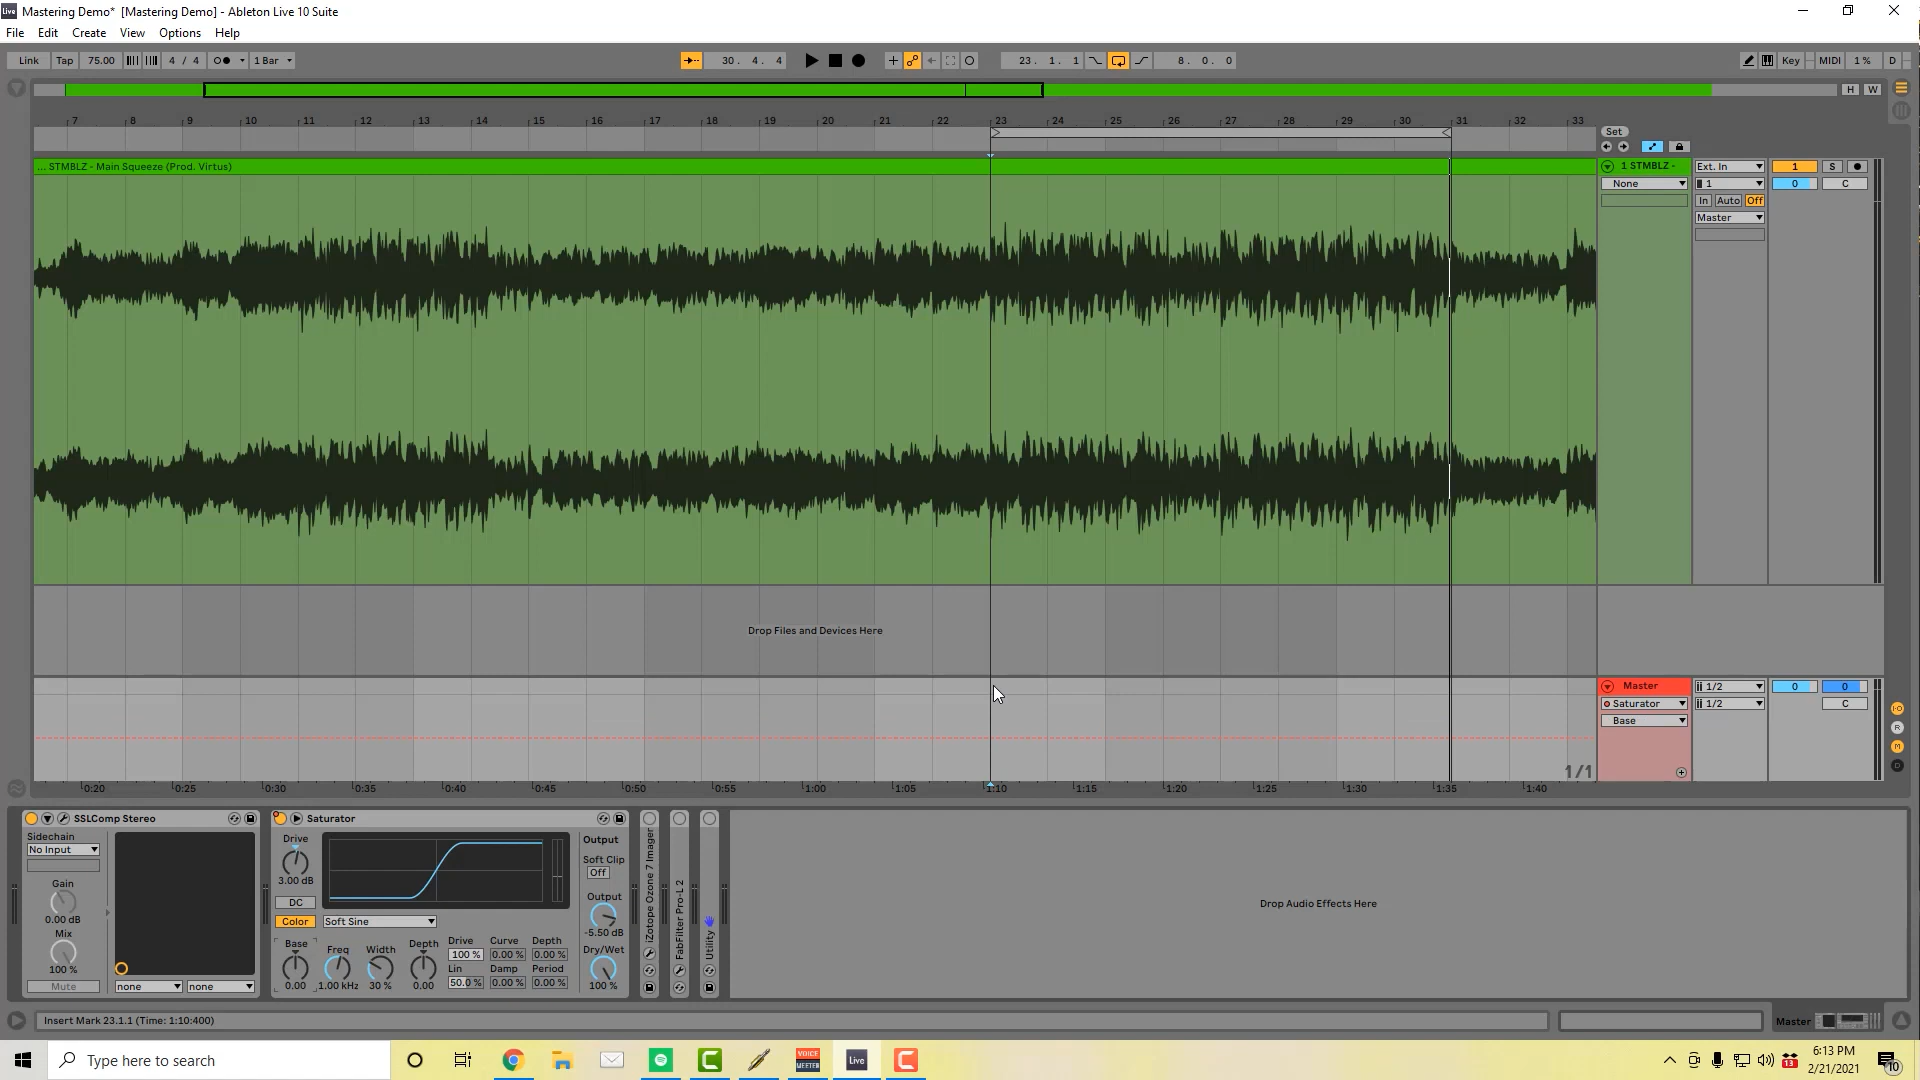 Live Mastering Demo* [Mastering Demo] - Ableton Live 10 Suite
File Edit Create View Options Help
Link Tap 75.00 4 / 4 1 Bar 30. 4. 4 23. 1. 1 8. 0. 0 Key MIDI 1 % D
H W
7 8 9 10 11 12 13 14 15 16 17 18 19 20 21 22 23 24 25 26 27 28 29 30 31 32 33
Set
... STMBLZ - Main Squeeze (Prod. Virtus) 1 STMBLZ - Ext. In 1 S
None 1 0 C
In Auto Off
Master
Drop Files and Devices Here
Master 1/2 0 0
Saturator 1/2 C
Base
1/1
0:20 0:25 0:30 0:35 0:40 0:45 0:50 0:55 1:00 1:05 1:10 1:15 1:20 1:25 1:30 1:35 1:40
I·O
R
M
D
SSLComp Stereo
Sidechain
No Input
Gain
0.00 dB
Mix
100 %
Mute none none
Saturator
Drive
3.00 dB
DC
Color Soft Sine
Base Freq Width Depth
0.00 1.00 kHz 30 % 0.00
Drive Curve Depth
100 % 0.00 % 0.00 %
Lin Damp Period
50.0 % 0.00 % 0.00 %
Output
Soft Clip
Off
Output
-5.50 dB
Dry/Wet
100 %
iZotope Ozone 7 Imager
FabFilter Pro-L 2
Utility
Drop Audio Effects Here
Insert Mark 23.1.1 (Time: 1:10:400) Master
Type here to search
VOICE
MEETER
Live
13
6:13 PM
2/21/2021
10